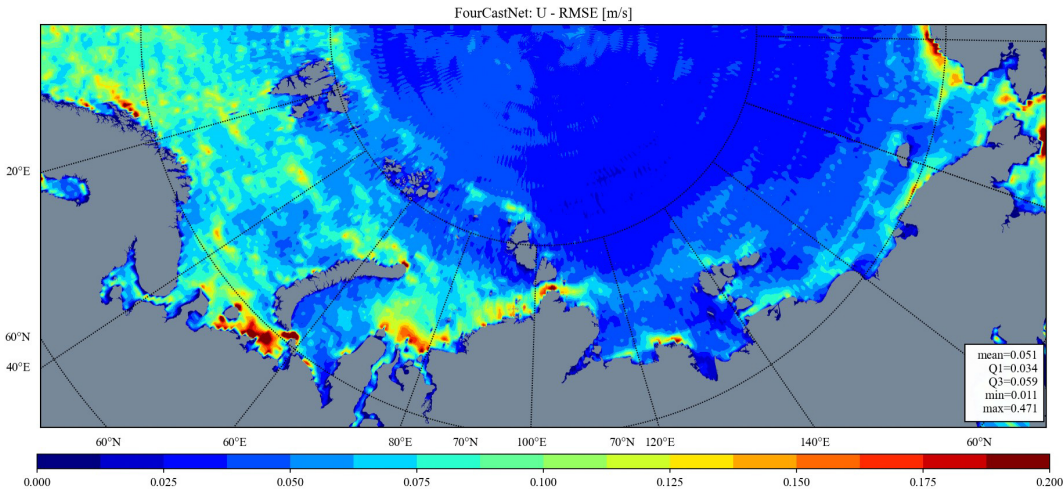 FourCastNet: U - RMSE [m/s]
20°E
60°N
40°E
mean=0.051
Q1=0.034
Q3=0.059
min=0.011
max=0.471
60°N 60°E 80°E 70°N 100°E 70°N 120°E 140°E 60°N
0.000 0.025 0.050 0.075 0.100 0.125 0.150 0.175 0.200